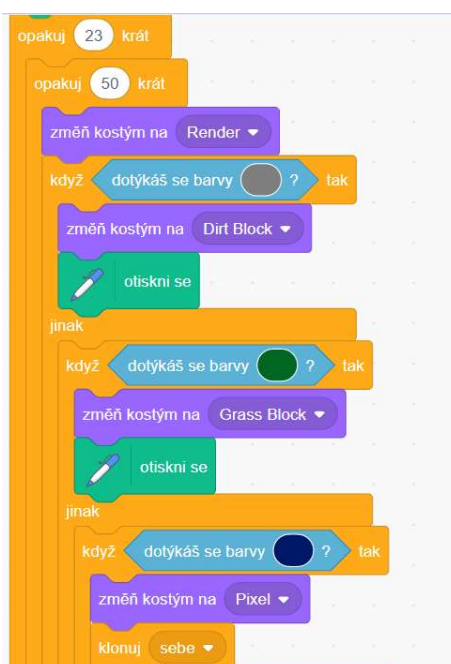 opakuj 23 krát
opakuj 50 krát
změň kostým na Render
když dotýkáš se barvy ? tak
změň kostým na Dirt Block
otiskni se
jinak
když dotýkáš se barvy ? tak
změň kostým na Grass Block
otiskni se
jinak
když dotýkáš se barvy ? tak
změň kostým na Pixel
klonuj sebe